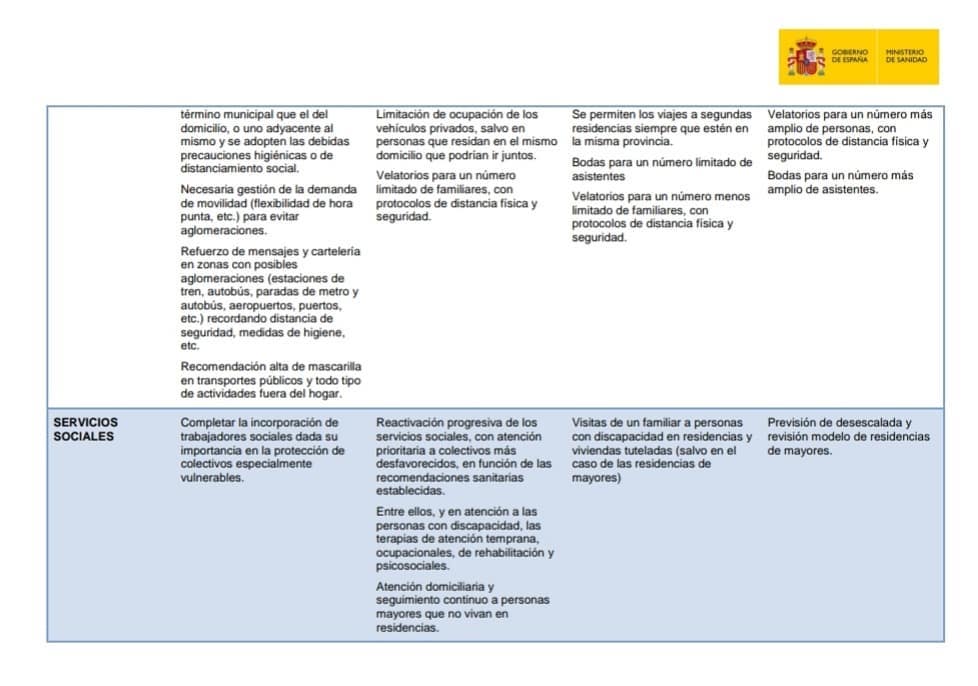 GOBIERNO
DE ESPAÑA
MINISTERIO
DE SANIDAD
término municipal que el del
domicilio, o uno adyacente al
mismo y se adopten las debidas
precauciones higiénicas o de
distanciamiento social.
Necesaria gestión de la demanda
de movilidad (flexibilidad de hora
punta, etc.) para evitar
aglomeraciones.
Refuerzo de mensajes y cartelería
en zonas con posibles
aglomeraciones (estaciones de
tren, autobús, paradas de metro y
autobús, aeropuertos, puertos,
etc.) recordando distancia de
seguridad, medidas de higiene,
etc.
Recomendación alta de mascarilla
en transportes públicos y todo tipo
de actividades fuera del hogar.
Limitación de ocupación de los
vehículos privados, salvo en
personas que residan en el mismo
domicilio que podrían ir juntos.
Velatorios para un número
limitado de familiares, con
protocolos de distancia física y
seguridad.
Se permiten los viajes a segundas
residencias siempre que estén en
la misma provincia.
Bodas para un número limitado de
asistentes
Velatorios para un número menos
limitado de familiares, con
protocolos de distancia física y
seguridad.
Velatorios para un número más
amplio de personas, con
protocolos de distancia física y
seguridad.
Bodas para un número más
amplio de asistentes.
SERVICIOS
SOCIALES
Completar la incorporación de
trabajadores sociales dada su
importancia en la protección de
colectivos especialmente
vulnerables.
Reactivación progresiva de los
servicios sociales, con atención
prioritaria a colectivos más
desfavorecidos, en función de las
recomendaciones sanitarias
establecidas.
Entre ellos, y en atención a las
personas con discapacidad, las
terapias de atención temprana,
ocupacionales, de rehabilitación y
psicosociales.
Atención domiciliaria y
seguimiento continuo a personas
mayores que no vivan en
residencias.
Visitas de un familiar a personas
con discapacidad en residencias y
viviendas tuteladas (salvo en el
caso de las residencias de
mayores)
Previsión de desescalada y
revisión modelo de residencias
de mayores.